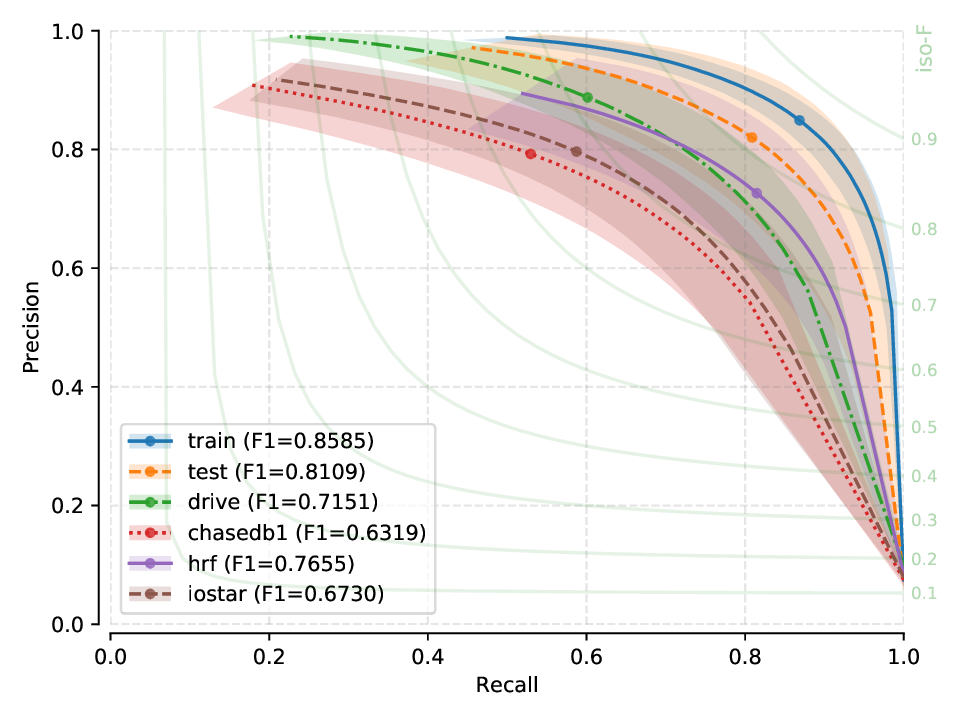 iso-F
1.0
0.8
0.6
0.4
0.2
0.0
Precision
0.9
0.8
0.7
0.6
0.5
0.4
0.3
0.2
0.1
train (F1=0.8585)
test (F1=0.8109)
drive (F1=0.7151)
chasedb1 (F1=0.6319)
hrf (F1=0.7655)
iostar (F1=0.6730)
0.0 0.2 0.4 0.6 0.8 1.0
Recall